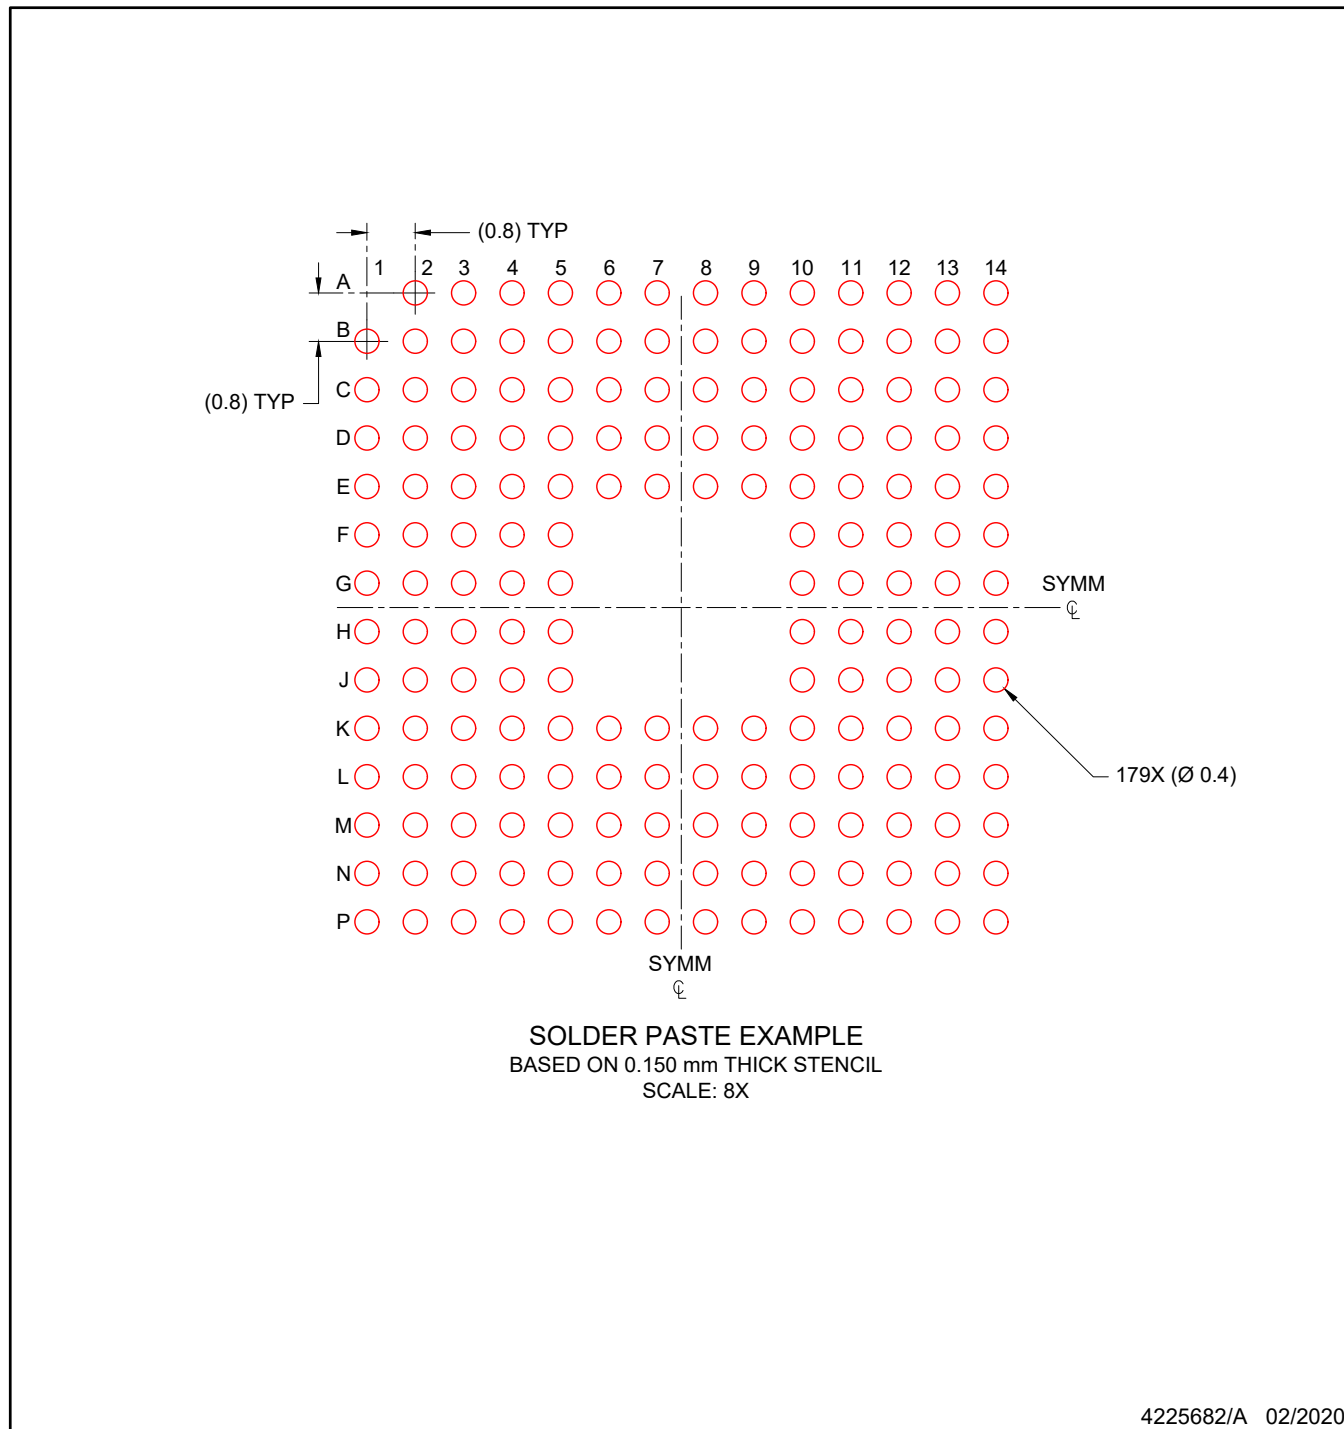 (0.8) TYP
1 2 3 4 5 6 7 8 9 10 11 12 13 14
A
B
(0.8) TYP
C
D
E
F
G
SYMM
℄
H
J
K
L
179X (Ø 0.4)
M
N
P
SYMM
℄
SOLDER PASTE EXAMPLE
BASED ON 0.150 mm THICK STENCIL
SCALE: 8X
4225682/A 02/2020